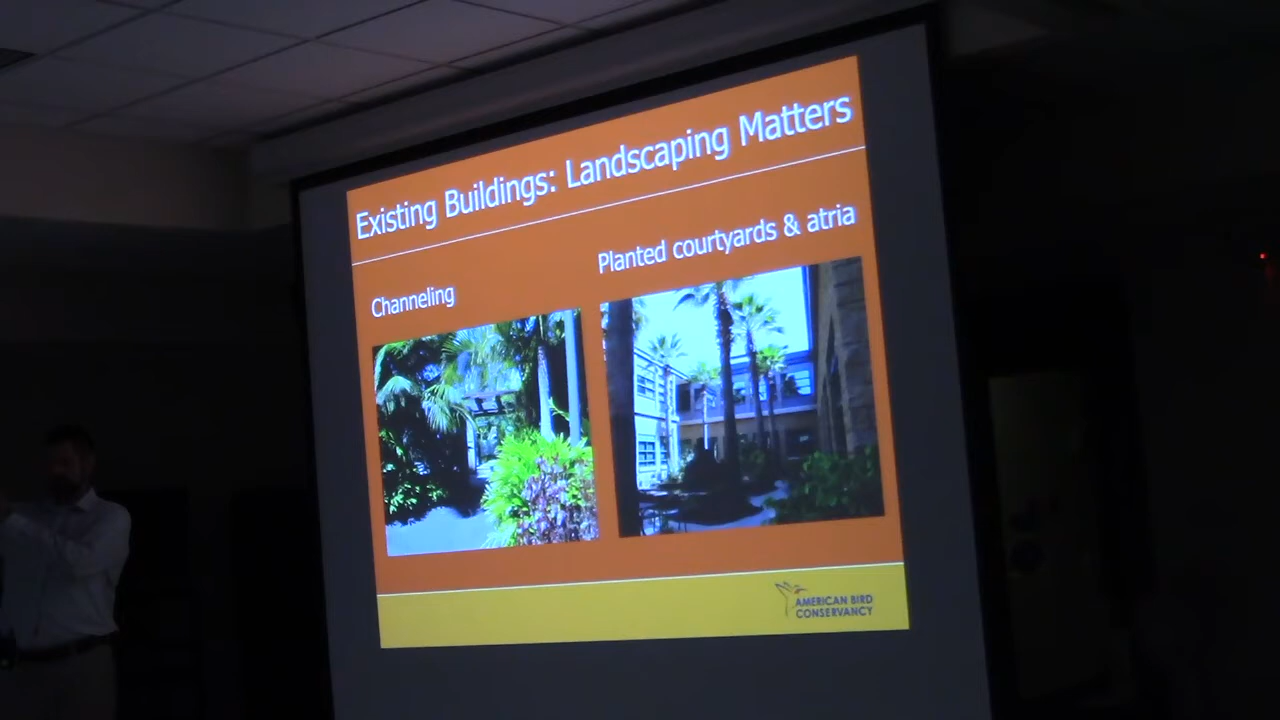 Existing Buildings: Landscaping Matters
Planted courtyards & atria
Channeling
AMERICAN BIRD
CONSERVANCY